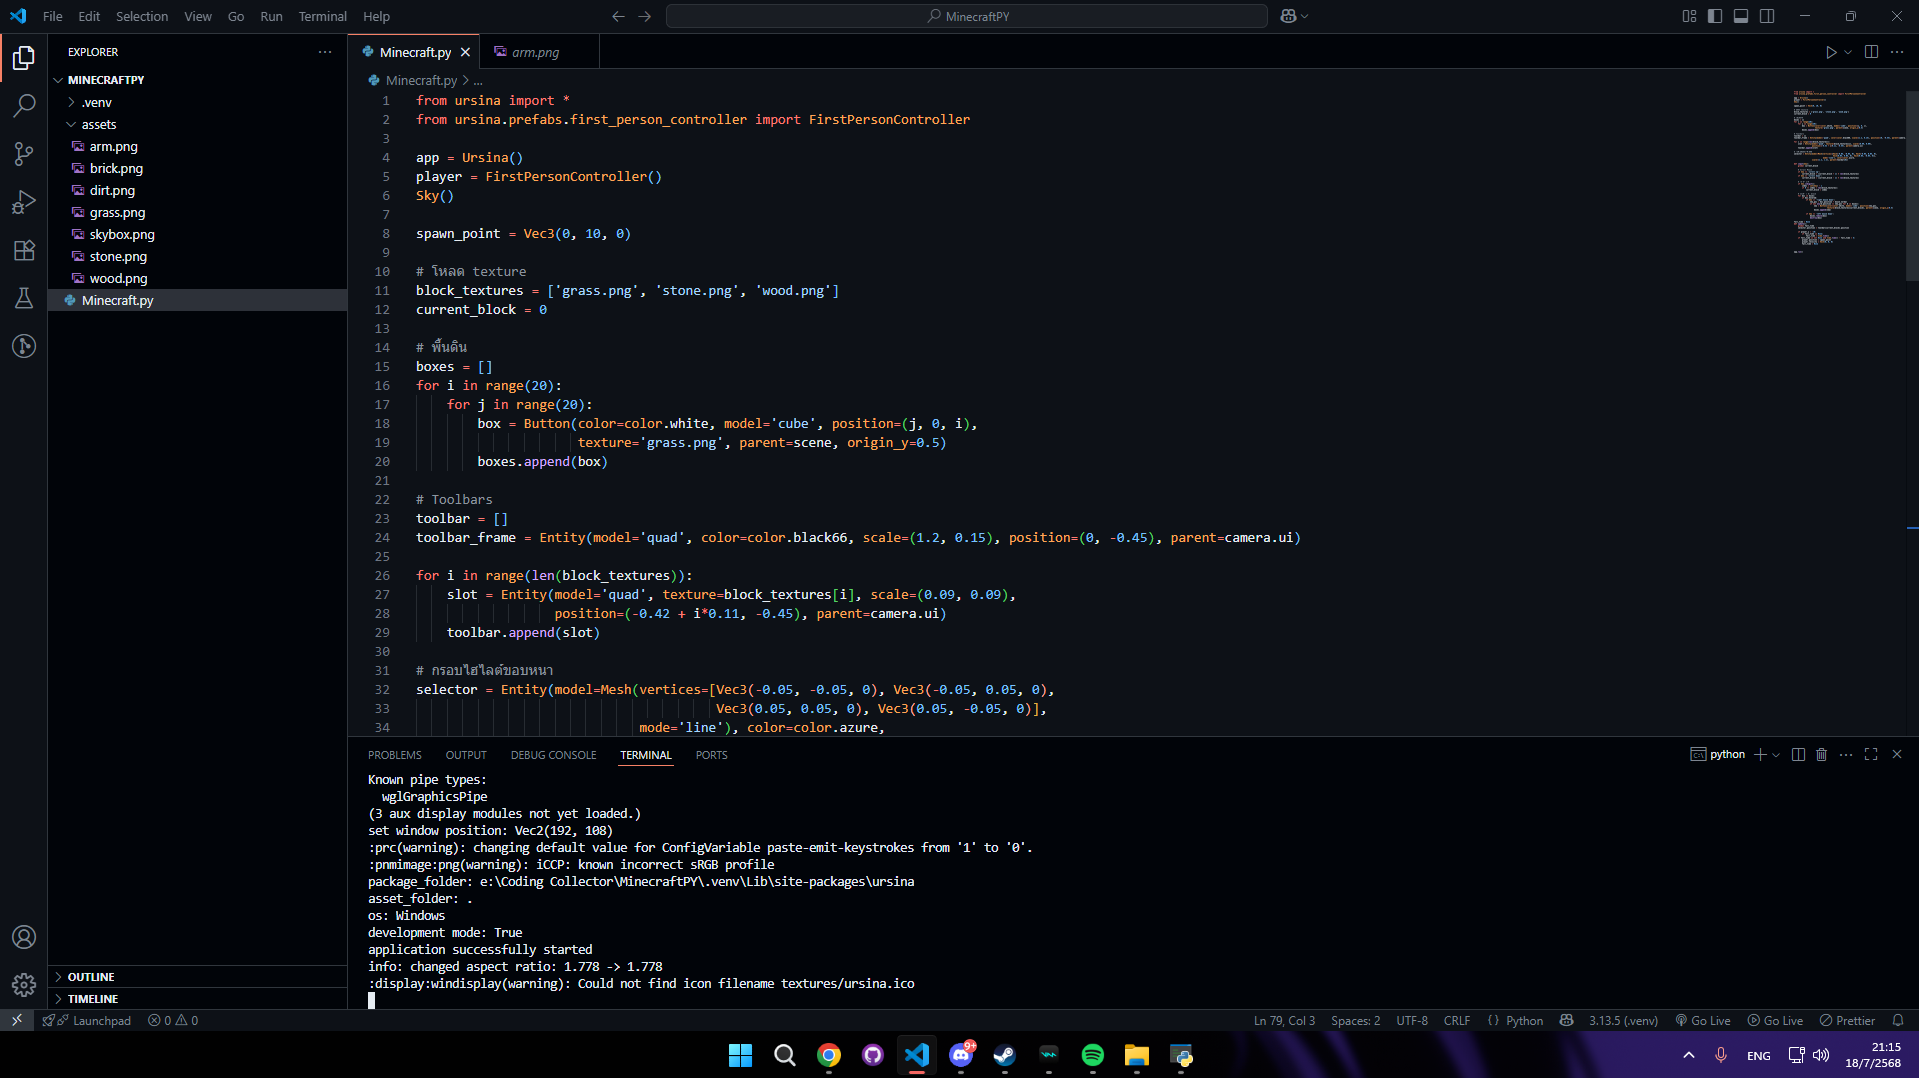 File Edit Selection View Go Run Terminal Help
MinecraftPY
EXPLORER
MINECRAFTPY
.venv
assets
arm.png
brick.png
dirt.png
grass.png
skybox.png
stone.png
wood.png
Minecraft.py
OUTLINE
TIMELINE
Minecraft.py arm.png
Minecraft.py > ...
1 from ursina import *
2 from ursina.prefabs.first_person_controller import FirstPersonController
3
4 app = Ursina()
5 player = FirstPersonController()
6 Sky()
7
8 spawn_point = Vec3(0, 10, 0)
9
10 # โหลด texture
11 block_textures = ['grass.png', 'stone.png', 'wood.png']
12 current_block = 0
13
14 # พื้นดิน
15 boxes = []
16 for i in range(20):
17 for j in range(20):
18 box = Button(color=color.white, model='cube', position=(j, 0, i),
19 texture='grass.png', parent=scene, origin_y=0.5)
20 boxes.append(box)
21
22 # Toolbars
23 toolbar = []
24 toolbar_frame = Entity(model='quad', color=color.black66, scale=(1.2, 0.15), position=(0, -0.45), parent=camera.ui)
25
26 for i in range(len(block_textures)):
27 slot = Entity(model='quad', texture=block_textures[i], scale=(0.09, 0.09),
28 position=(-0.42 + i*0.11, -0.45), parent=camera.ui)
29 toolbar.append(slot)
30
31 # กรอบไฮไลต์ขอบหนา
32 selector = Entity(model=Mesh(vertices=[Vec3(-0.05, -0.05, 0), Vec3(-0.05, 0.05, 0),
33 Vec3(0.05, 0.05, 0), Vec3(0.05, -0.05, 0)],
34 mode='line'), color=color.azure,
PROBLEMS OUTPUT DEBUG CONSOLE TERMINAL PORTS python
Known pipe types:
wglGraphicsPipe
(3 aux display modules not yet loaded.)
set window position: Vec2(192, 108)
:prc(warning): changing default value for ConfigVariable paste-emit-keystrokes from '1' to '0'.
:pnmimage:png(warning): iCCP: known incorrect sRGB profile
package_folder: e:\Coding Collector\MinecraftPY\.venv\Lib\site-packages\ursina
asset_folder: .
os: Windows
development mode: True
application successfully started
info: changed aspect ratio: 1.778 -> 1.778
:display:windisplay(warning): Could not find icon filename textures/ursina.ico
Launchpad 0 0 Ln 79, Col 3 Spaces: 2 UTF-8 CRLF {} Python 3.13.5 (.venv) Go Live Go Live Prettier
9+
ENG
21:15
18/7/2568